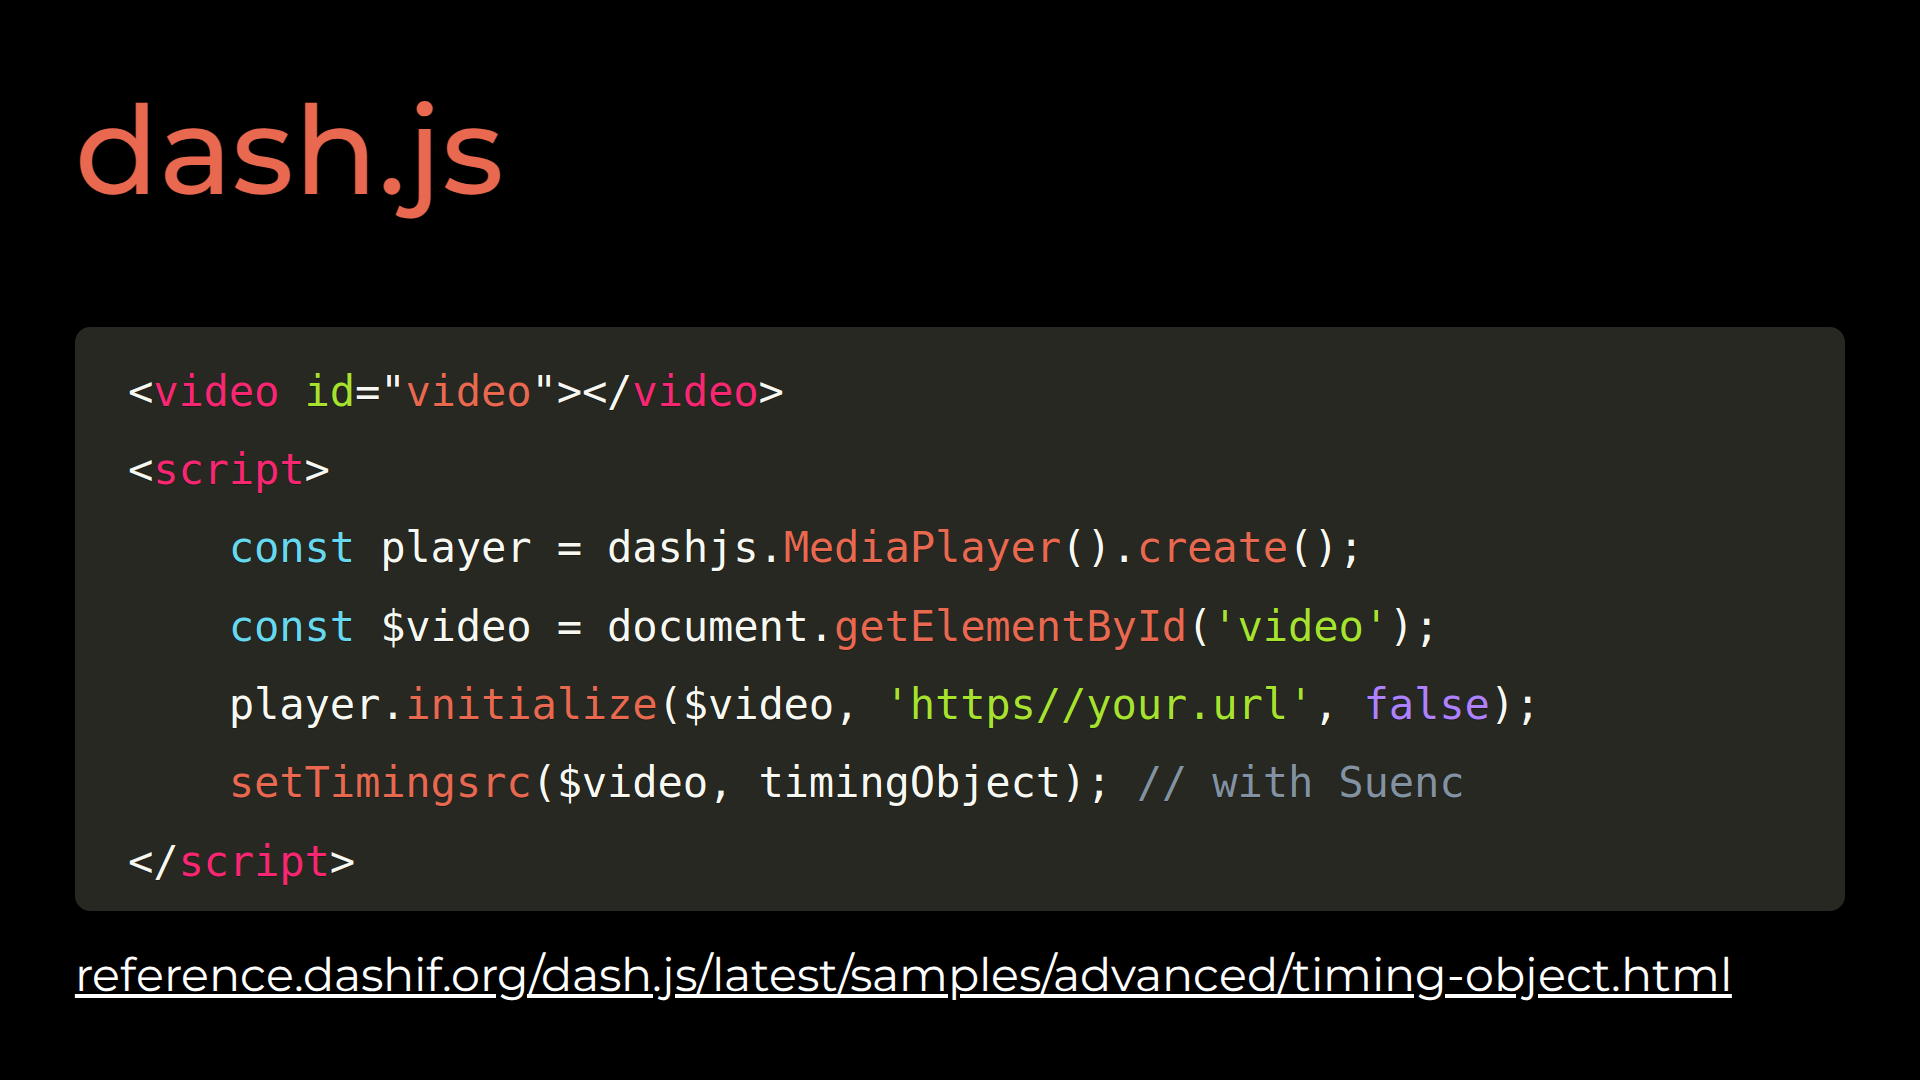 dash.js
<video id="video"></video>
<script>
    const player = dashjs.MediaPlayer().create();
    const $video = document.getElementById('video');
    player.initialize($video, 'https//your.url', false);
    setTimingsrc($video, timingObject); // with Suenc
</script>
reference.dashif.org/dash.js/latest/samples/advanced/timing-object.html